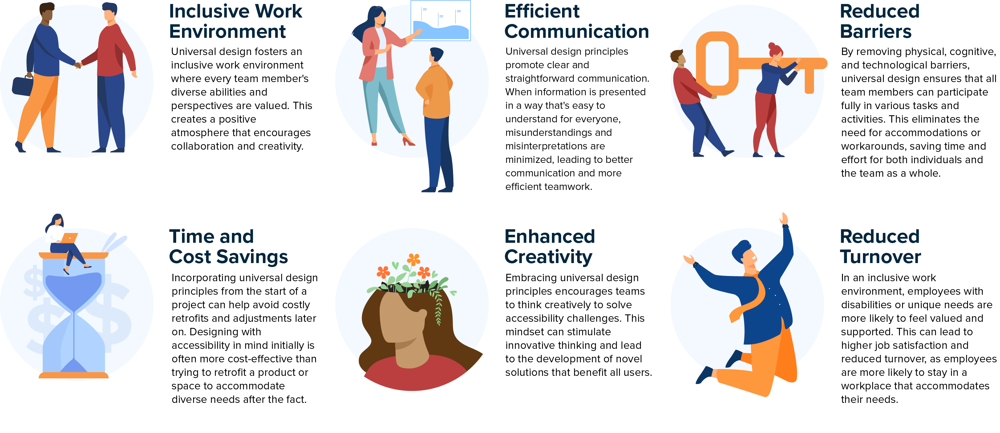 Inclusive Work
Environment
Universal design fosters an
inclusive work environment
where every team member's
diverse abilities and
perspectives are valued. This
creates a positive
atmosphere that encourages
collaboration and creativity.
Efficient
Communication
Universal design principles
promote clear and
straightforward communication.
When information is presented
in a way that's easy to
understand for everyone,
misunderstandings and
misinterpretations are
minimized, leading to better
communication and more
efficient teamwork.
Reduced
Barriers
By removing physical, cognitive,
and technological barriers,
universal design ensures that all
team members can participate
fully in various tasks and
activities. This eliminates the
need for accommodations or
workarounds, saving time and
effort for both individuals and
the team as a whole.
Time and
Cost Savings
Incorporating universal design
principles from the start of a
project can help avoid costly
retrofits and adjustments later
on. Designing with
accessibility in mind initially is
often more cost-effective than
trying to retrofit a product or
space to accommodate
diverse needs after the fact.
Enhanced
Creativity
Embracing universal design
principles encourages teams
to think creatively to solve
accessibility challenges. This
mindset can stimulate
innovative thinking and lead
to the development of novel
solutions that benefit all users.
Reduced
Turnover
In an inclusive work
environment, employees with
disabilities or unique needs are
more likely to feel valued and
supported. This can lead to
higher job satisfaction and
reduced turnover, as employees
are more likely to stay in a
workplace that accommodates
their needs.